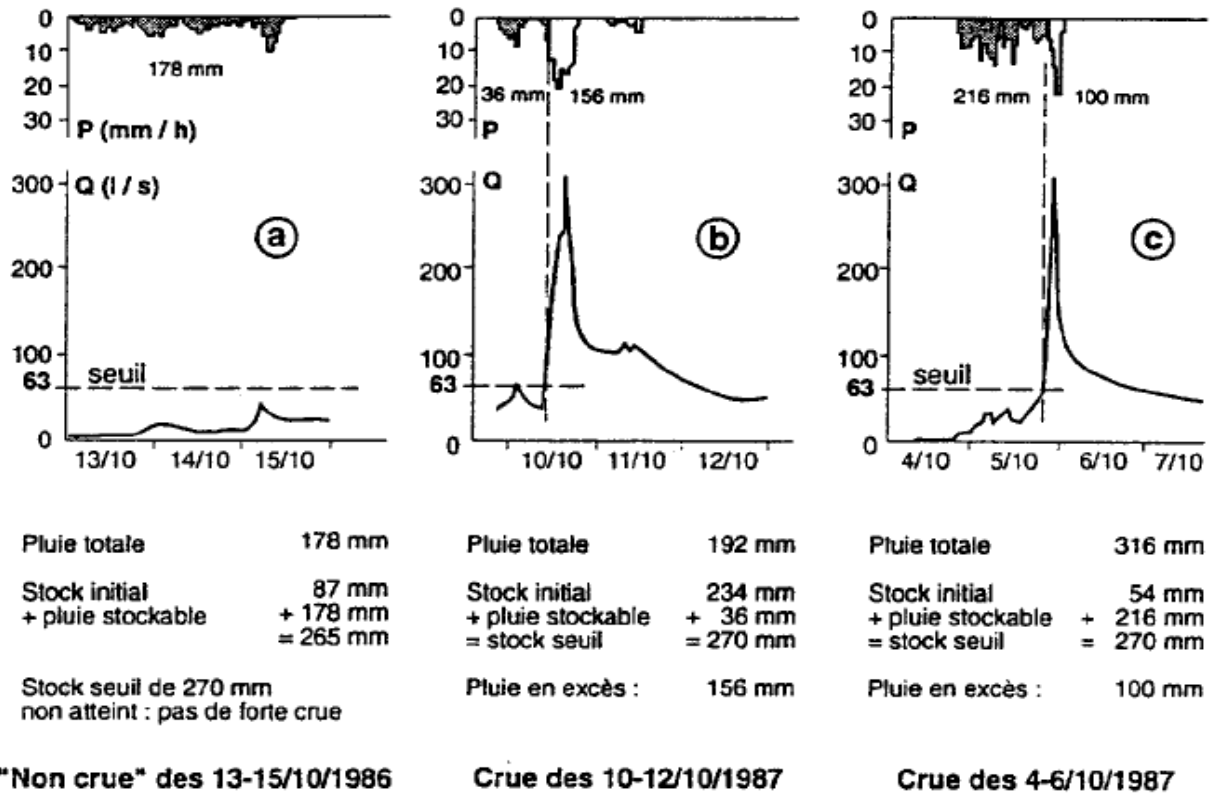 0
10
20
30
178 mm
P (mm / h)
300
200
100
63
0
Q (l / s)
a
seuil
13/10 14/10 15/10
0
10
20
30
36 mm 156 mm
P
300
200
100
63
0
Q
b
10/10 11/10 12/10
0
10
20
30
216 mm 100 mm
P
300
200
100
63
0
Q
c
seuil
4/10 5/10 6/10 7/10
Pluie totale 178 mm
Stock initial 87 mm
+ pluie stockable + 178 mm
= 265 mm
Stock seuil de 270 mm
non atteint : pas de forte crue
"Non crue" des 13-15/10/1986
Pluie totale 192 mm
Stock initial 234 mm
+ pluie stockable + 36 mm
= stock seuil = 270 mm
Pluie en excès : 156 mm
Crue des 10-12/10/1987
Pluie totale 316 mm
Stock initial 54 mm
+ pluie stockable + 216 mm
= stock seuil = 270 mm
Pluie en excès : 100 mm
Crue des 4-6/10/1987